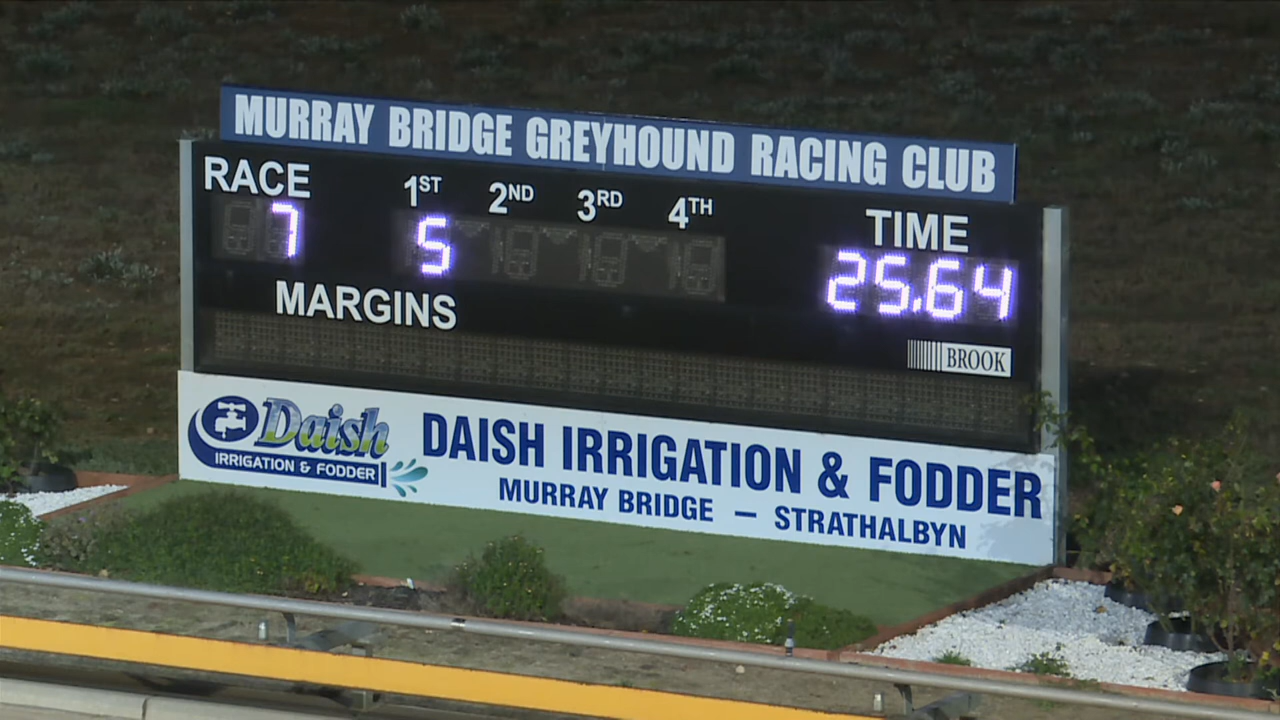 MURRAY BRIDGE GREYHOUND RACING CLUB
RACE 1ST 2ND 3RD 4TH TIME
7 5 25.64
MARGINS
BROOK
Daish
IRRIGATION & FODDER
DAISH IRRIGATION & FODDER
MURRAY BRIDGE — STRATHALBYN